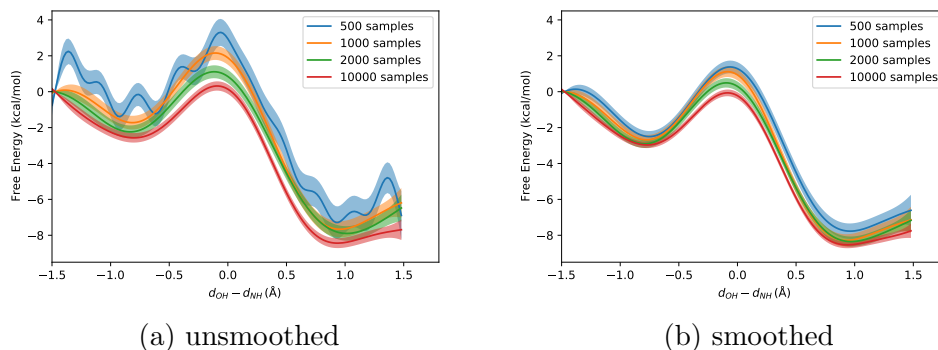 500 samples
1000 samples
2000 samples
10000 samples
Free Energy (kcal/mol)
4
2
0
−2
−4
−6
−8
−1.5 −1.0 −0.5 0.0 0.5 1.0 1.5
d_OH − d_NH (Å)
(a) unsmoothed
500 samples
1000 samples
2000 samples
10000 samples
Free Energy (kcal/mol)
4
2
0
−2
−4
−6
−8
−1.5 −1.0 −0.5 0.0 0.5 1.0 1.5
d_OH − d_NH (Å)
(b) smoothed